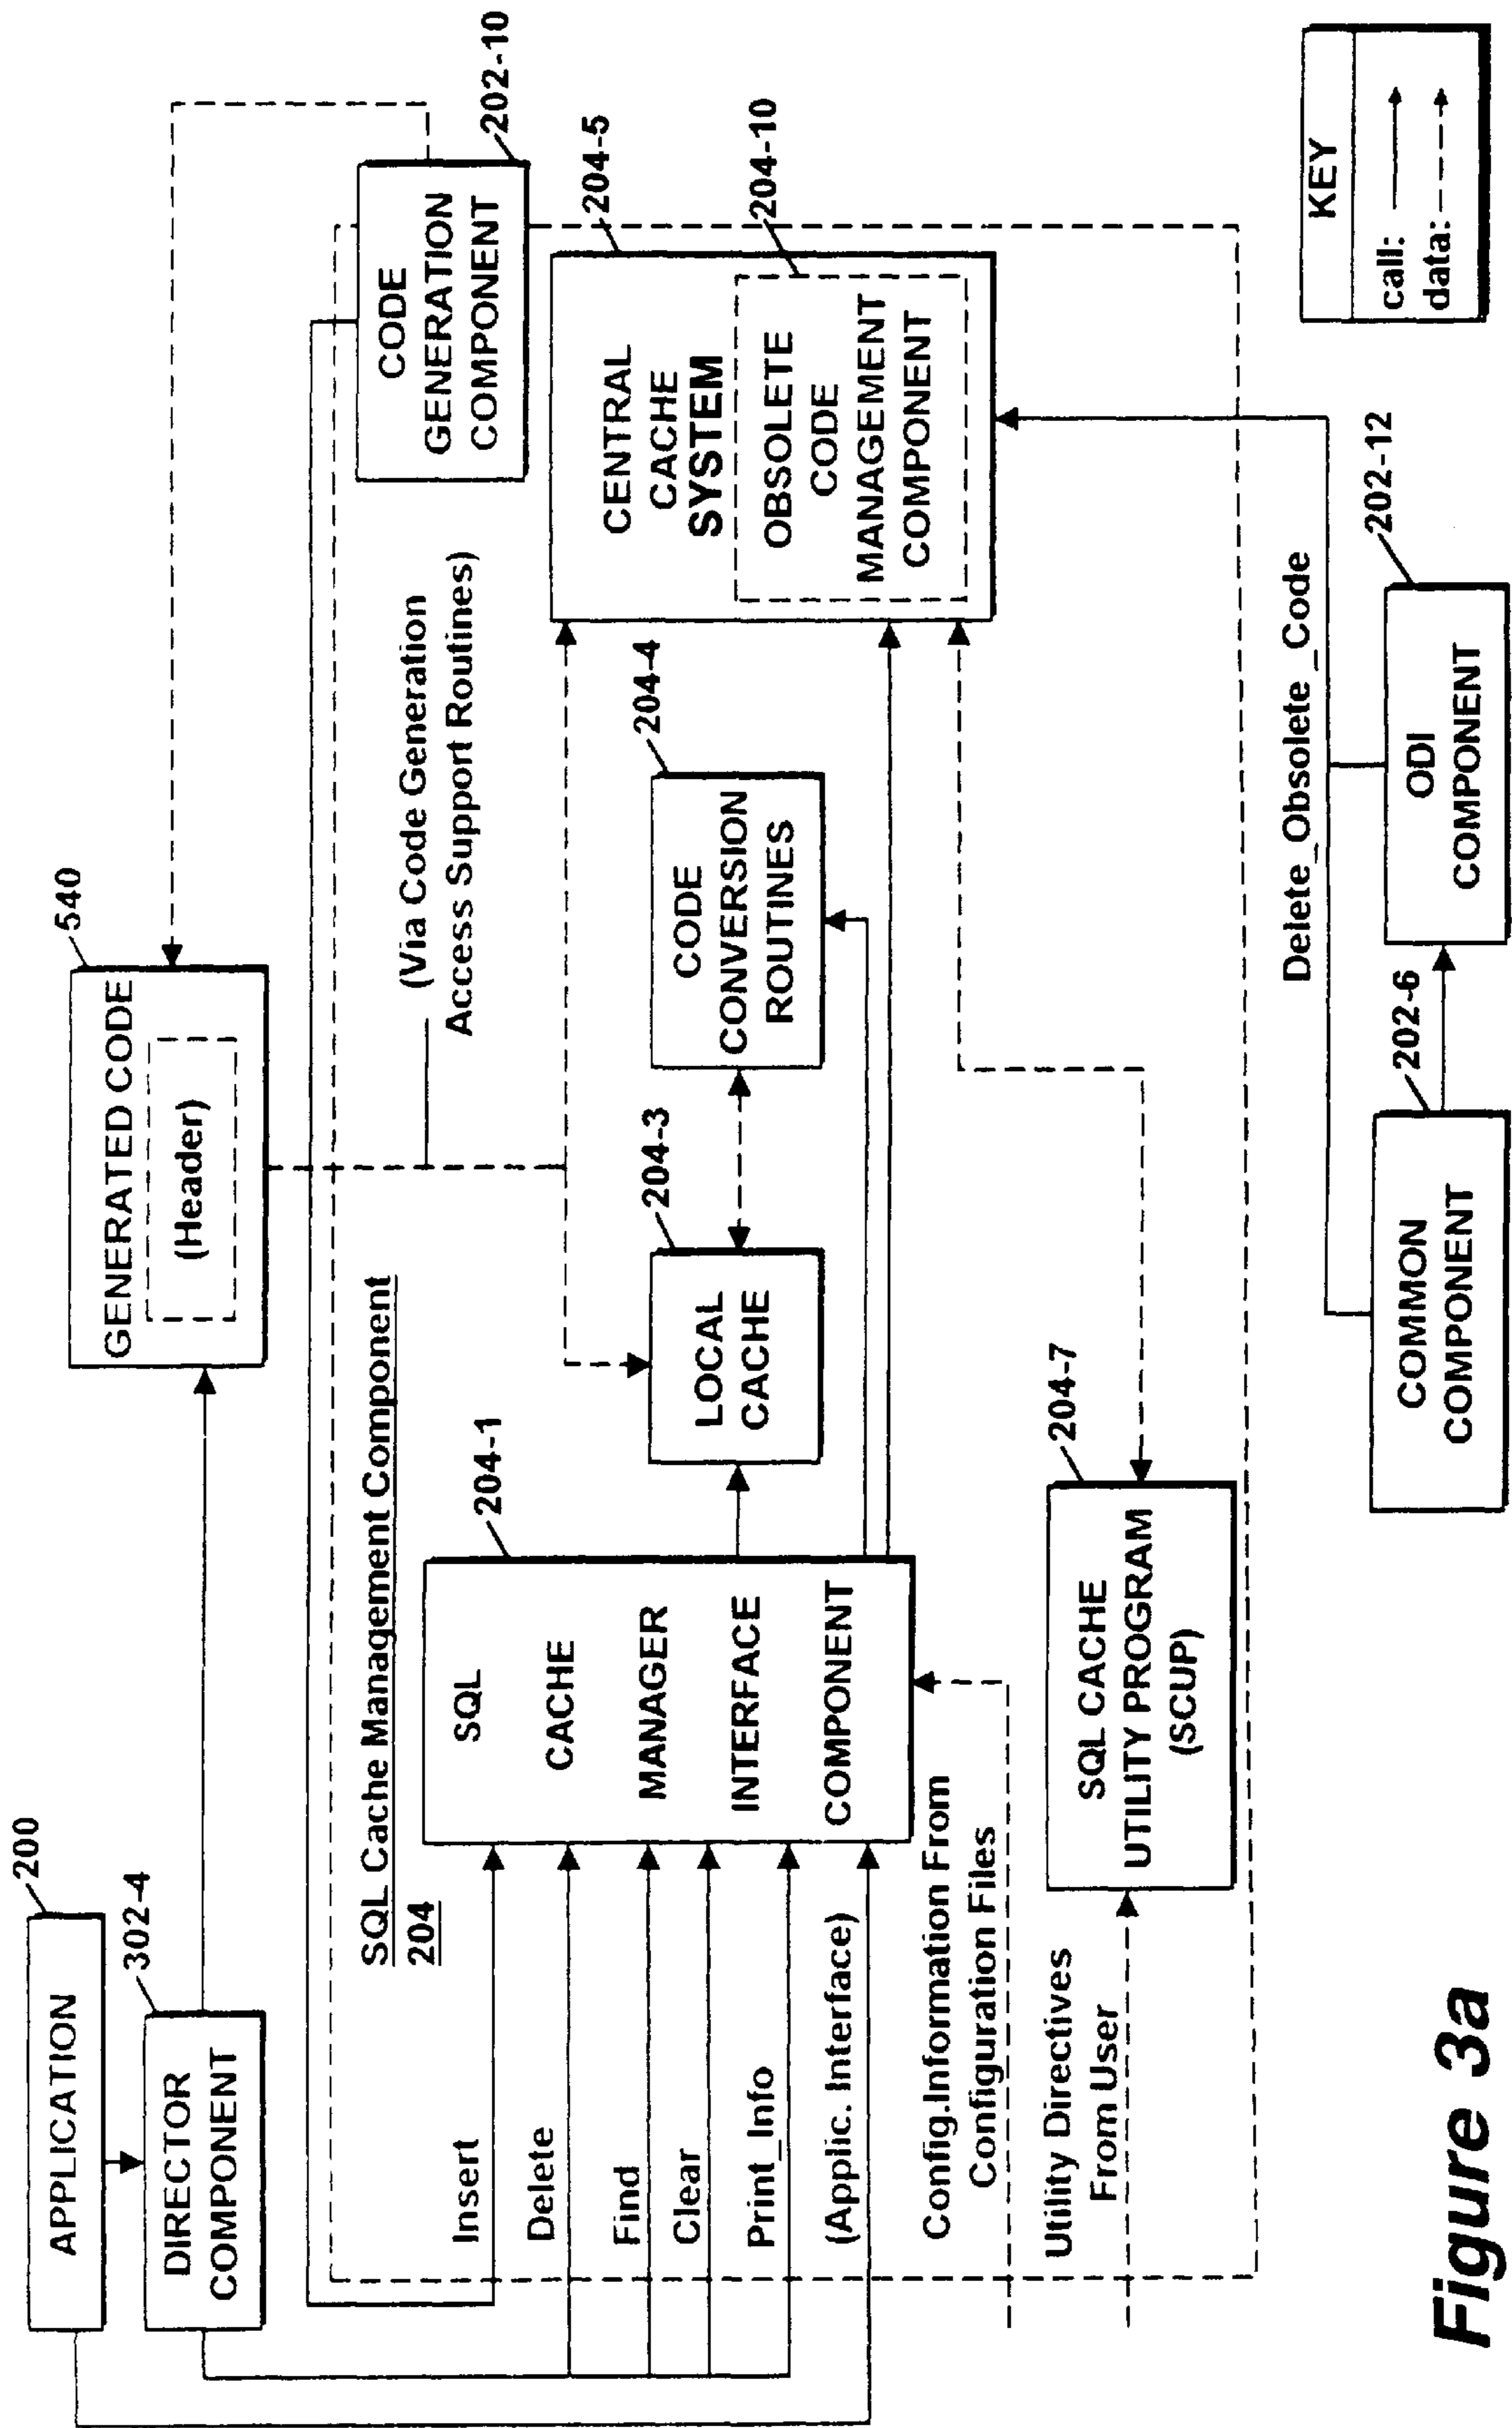 APPLICATION
200
DIRECTOR
COMPONENT
302-4
GENERATED CODE
(Header)
540
CODE
GENERATION
COMPONENT
202-10
SQL Cache Management Component
204
(Via Code Generation
Access Support Routines)
Insert
Delete
Find
Clear
Print_Info
(Applic. Interface)
SQL
CACHE
MANAGER
INTERFACE
COMPONENT
204-1
LOCAL
CACHE
204-3
CODE
CONVERSION
ROUTINES
204-4
CENTRAL
CACHE
SYSTEM
204-5
OBSOLETE
CODE
MANAGEMENT
COMPONENT
204-10
Config.Information From
Configuration Files
Utility Directives
From User
SQL CACHE
UTILITY PROGRAM
(SCUP)
204-7
Delete_Obsolete_Code
COMMON
COMPONENT
202-6
ODI
COMPONENT
202-12
KEY
call:
data:
Figure 3a